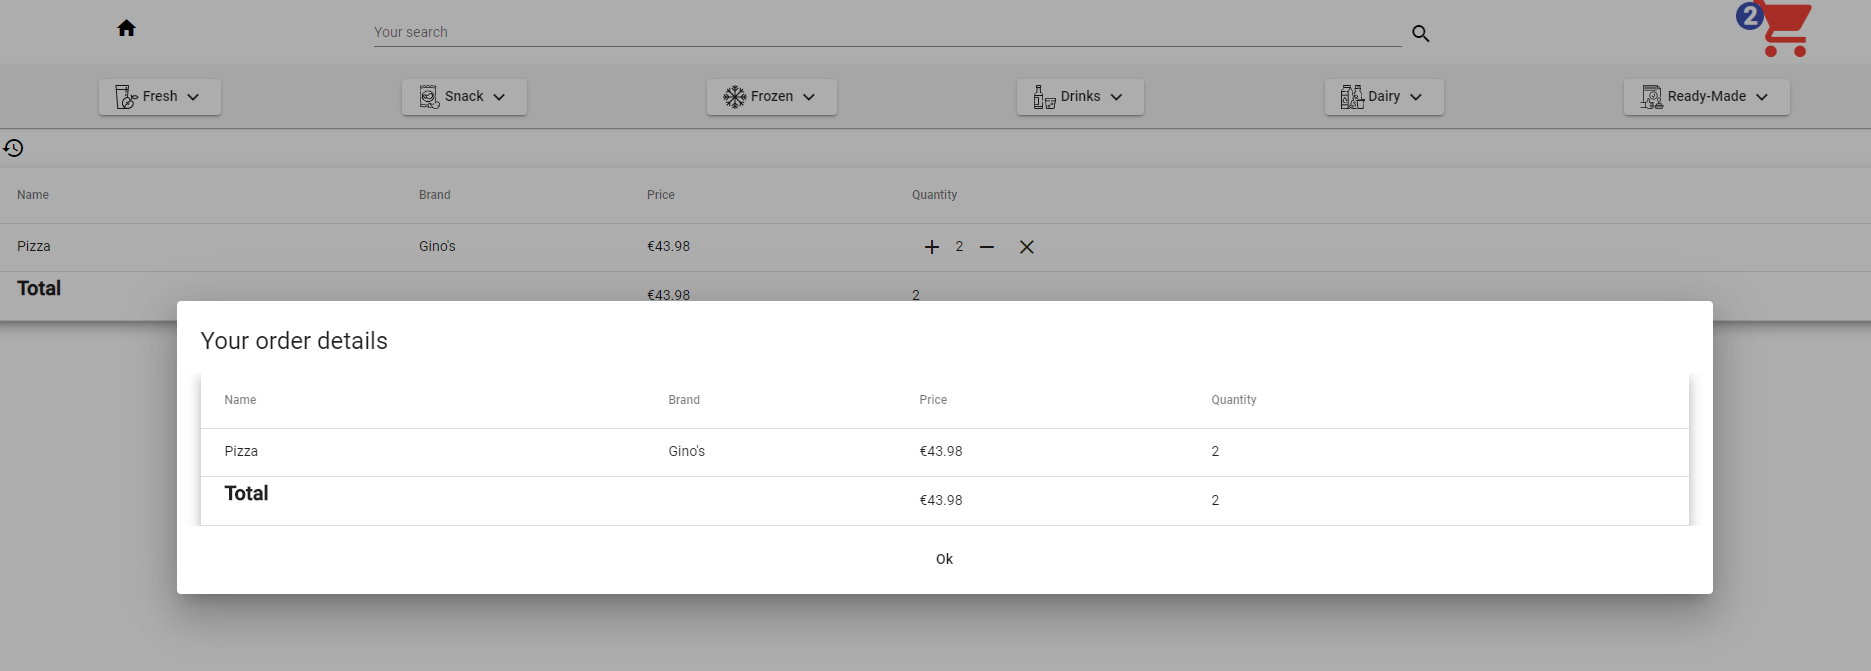 Your search
2
Fresh Snack Frozen Drinks Dairy Ready-Made
Name Brand Price Quantity
Pizza Gino's €43.98 + 2 − ×
Total €43.98 2
Your order details
Name Brand Price Quantity
Pizza Gino's €43.98 2
Total €43.98 2
Ok